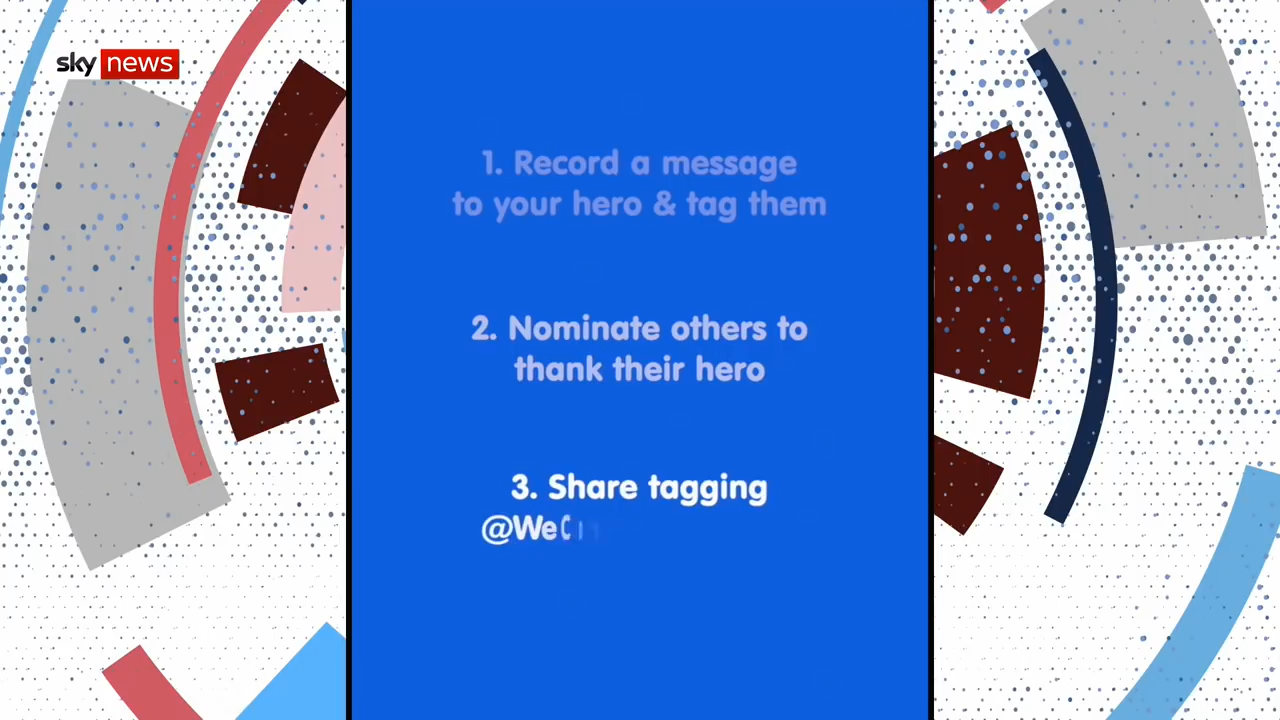 sky news
1. Record a message
to your hero & tag them
2. Nominate others to
thank their hero
3. Share tagging